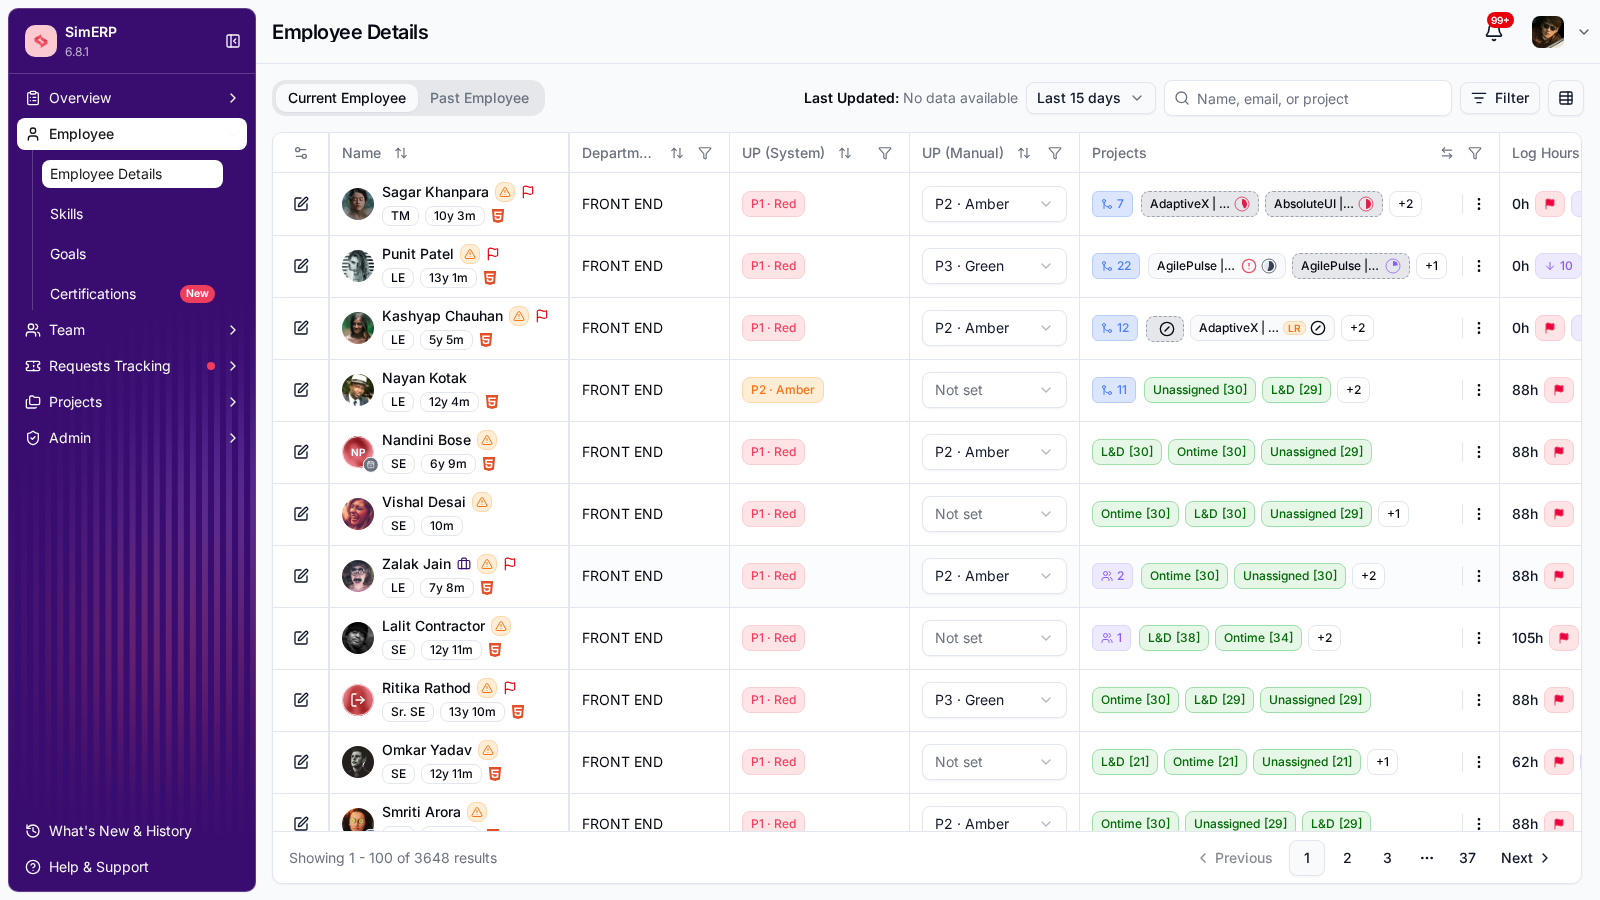 SimERP
6.8.1
Overview
Employee
Employee Details
Skills
Goals
Certifications New
Team
Requests Tracking
Projects
Admin
What's New & History
Help & Support
Employee Details
99+
Current Employee Past Employee
Last Updated: No data available
Last 15 days
Name, email, or project
Filter
Name Departm... UP (System) UP (Manual) Projects Log Hours
Sagar Khanpara
TM 10y 3m
FRONT END P1 · Red P2 · Amber 7 AdaptiveX | ... AbsoluteUI |... +2 0h
Punit Patel
LE 13y 1m
FRONT END P1 · Red P3 · Green 22 AgilePulse |... AgilePulse |... +1 0h 10
Kashyap Chauhan
LE 5y 5m
FRONT END P1 · Red P2 · Amber 12 AdaptiveX | ... LR +2 0h
Nayan Kotak
LE 12y 4m
FRONT END P2 · Amber Not set 11 Unassigned [30] L&D [29] +2 88h
NP
Nandini Bose
SE 6y 9m
FRONT END P1 · Red P2 · Amber L&D [30] Ontime [30] Unassigned [29] 88h
Vishal Desai
SE 10m
FRONT END P1 · Red Not set Ontime [30] L&D [30] Unassigned [29] +1 88h
Zalak Jain
LE 7y 8m
FRONT END P1 · Red P2 · Amber 2 Ontime [30] Unassigned [30] +2 88h
Lalit Contractor
SE 12y 11m
FRONT END P1 · Red Not set 1 L&D [38] Ontime [34] +2 105h
Ritika Rathod
Sr. SE 13y 10m
FRONT END P1 · Red P3 · Green Ontime [30] L&D [29] Unassigned [29] 88h
Omkar Yadav
SE 12y 11m
FRONT END P1 · Red Not set L&D [21] Ontime [21] Unassigned [21] +1 62h
Smriti Arora
FRONT END P1 · Red P2 · Amber Ontime [30] Unassigned [29] L&D [29] 88h
Showing 1 - 100 of 3648 results
Previous 1 2 3 ... 37 Next